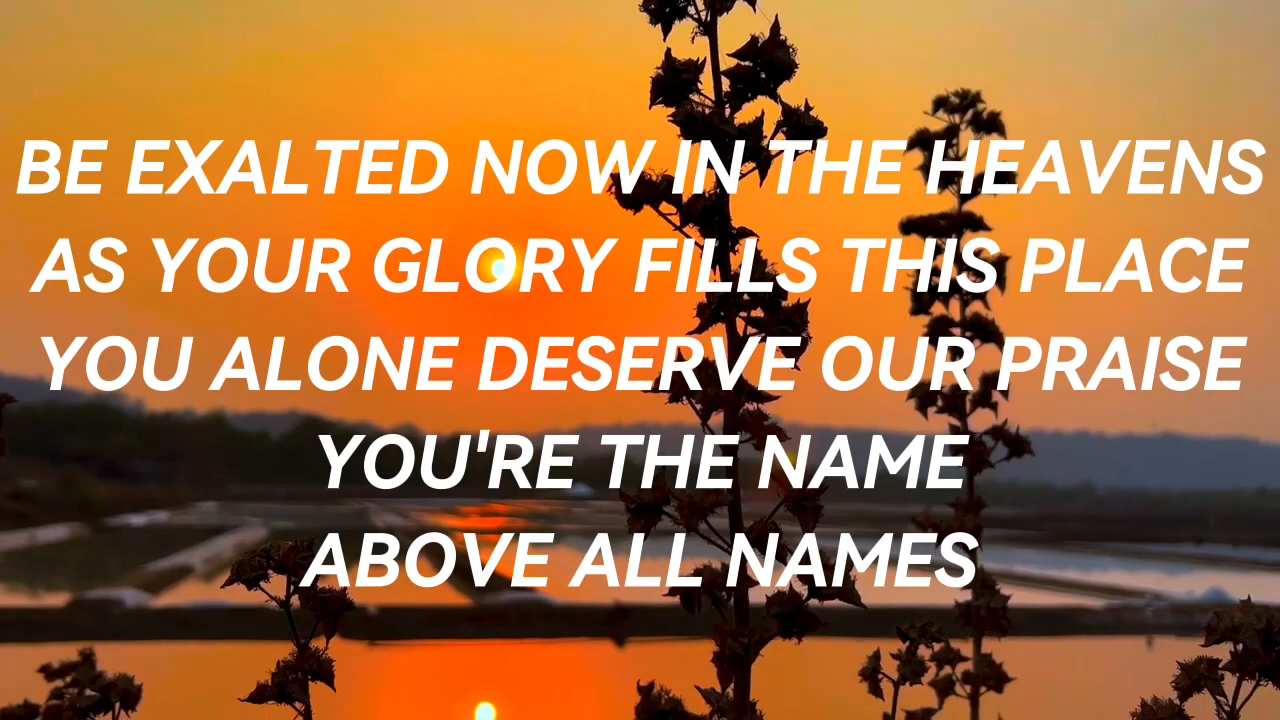 BE EXALTED NOW IN THE HEAVENS
AS YOUR GLORY FILLS THIS PLACE
YOU ALONE DESERVE OUR PRAISE
YOU'RE THE NAME
ABOVE ALL NAMES